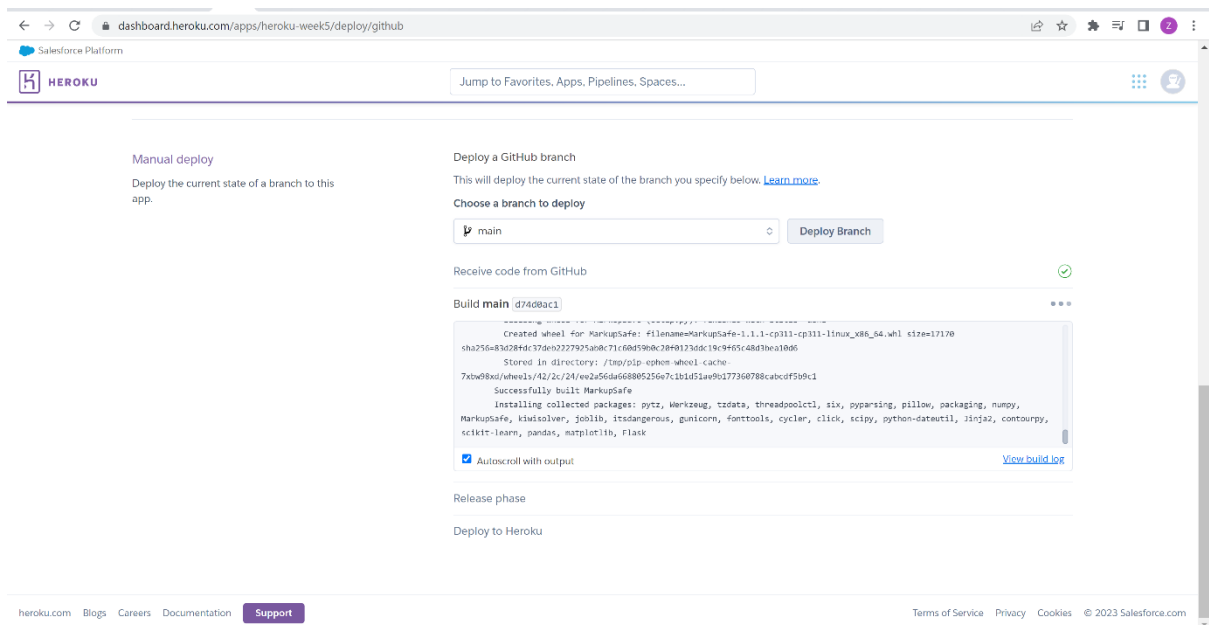 dashboard.heroku.com/apps/heroku-week5/deploy/github
Z
Salesforce Platform
HEROKU
Jump to Favorites, Apps, Pipelines, Spaces...
Manual deploy
Deploy the current state of a branch to this
app.
Deploy a GitHub branch
This will deploy the current state of the branch you specify below. Learn more.
Choose a branch to deploy
main
Deploy Branch
Receive code from GitHub
Build main d74d0ac1
Created wheel for MarkupSafe: filename=MarkupSafe-1.1.1-cp311-cp311-linux_x86_64.whl size=17170
Stored in directory: /tmp/pip-ephem-wheel-cache-
7xbw98xd/wheels/42/2c/24/ee2a56da668805256e7c1b1d51ae9b177360788cabcdf5b9c1
Successfully built MarkupSafe
Installing collected packages: pytz, Werkzeug, tzdata, threadpoolctl, six, pyparsing, pillow, packaging, numpy,
MarkupSafe, kiwisolver, joblib, itsdangerous, gunicorn, fonttools, cycler, click, scipy, python-dateutil, Jinja2, contourpy,
scikit-learn, pandas, matplotlib, Flask
Autoscroll with output
View build log
Release phase
Deploy to Heroku
heroku.com Blogs Careers Documentation Support
Terms of Service Privacy Cookies © 2023 Salesforce.com